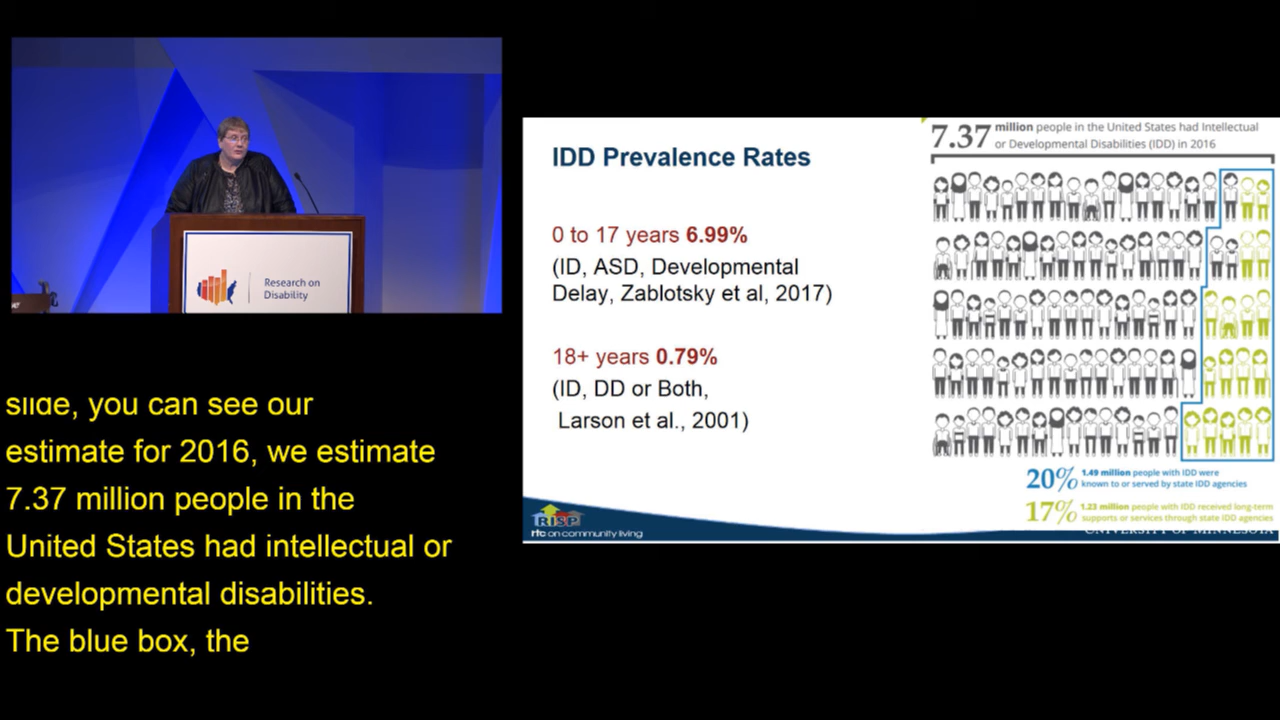 Research on
Disability
slide, you can see our
estimate for 2016, we estimate
7.37 million people in the
United States had intellectual or
developmental disabilities.
The blue box, the
IDD Prevalence Rates
0 to 17 years 6.99%
(ID, ASD, Developmental
Delay, Zablotsky et al, 2017)
18+ years 0.79%
(ID, DD or Both,
Larson et al., 2001)
7.37 million people in the United States had Intellectual
or Developmental Disabilities (IDD) in 2016
20% 1.49 million people with IDD were
known to or served by state IDD agencies
17% 1.23 million people with IDD received long-term
supports or services through state IDD agencies
RISP
rtc on community living
UNIVERSITY OF MINNESOTA